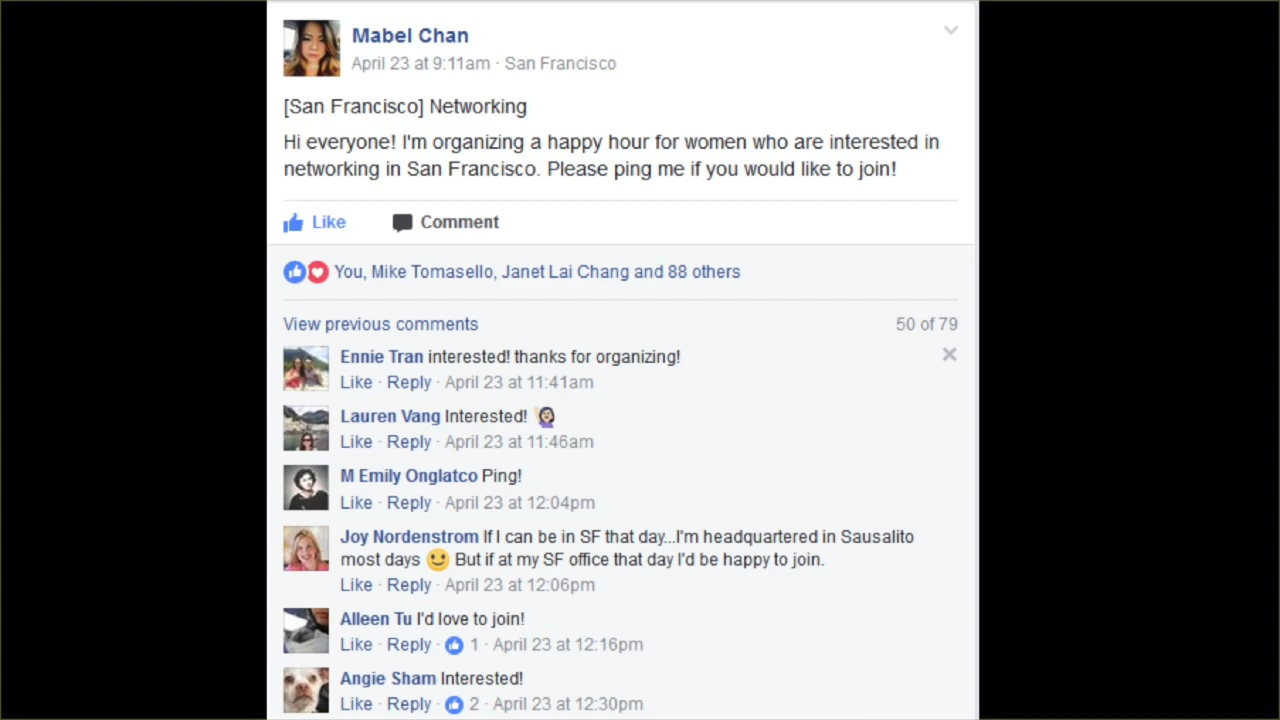 Mabel Chan
April 23 at 9:11am · San Francisco
[San Francisco] Networking
Hi everyone! I'm organizing a happy hour for women who are interested in
networking in San Francisco. Please ping me if you would like to join!
Like Comment
You, Mike Tomasello, Janet Lai Chang and 88 others
View previous comments 50 of 79
Ennie Tran interested! thanks for organizing!
Like · Reply · April 23 at 11:41am
Lauren Vang Interested! 🙋🏻
Like · Reply · April 23 at 11:46am
M Emily Onglatco Ping!
Like · Reply · April 23 at 12:04pm
Joy Nordenstrom If I can be in SF that day...I'm headquartered in Sausalito
most days 🙂 But if at my SF office that day I'd be happy to join.
Like · Reply · April 23 at 12:06pm
Alleen Tu I'd love to join!
Like · Reply · 1 · April 23 at 12:16pm
Angie Sham Interested!
Like · Reply · 2 · April 23 at 12:30pm